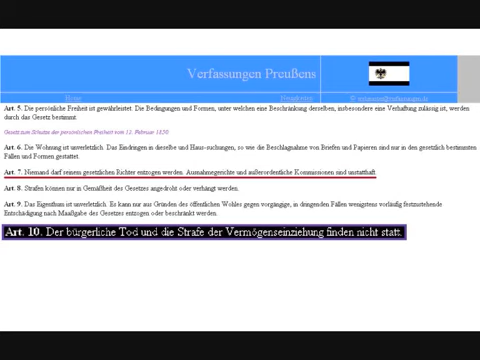 Verfassungen Preußens
Home
Art. 5. Die persönliche Freiheit ist gewährleistet. Die Bedingungen und Formen, unter welchen eine Beschränkung derselben, insbesondere eine Verhaftung zulässig ist, werden
durch das Gesetz bestimmt.
Gesetz zum Schutze der persönlichen Freiheit vom 12. Februar 1850.
Art. 6. Die Wohnung ist unverletzlich. Das Eindringen in dieselbe und Haus-suchungen, so wie die Beschlagnahme von Briefen und Papieren sind nur in den gesetzlich bestimmten
Fällen und Formen gestattet.
Art. 7. Niemand darf seinem gesetzlichen Richter entzogen werden. Ausnahmegerichte und außerordentliche Kommissionen sind unstatthaft.
Art. 8. Strafen können nur in Gemäßheit des Gesetzes angedroht oder verhängt werden.
Art. 9. Das Eigenthum ist unverletzlich. Es kann nur aus Gründen des öffentlichen Wohles gegen vorgängige, in dringenden Fällen wenigstens vorläufig festzustellende
Entschädigung nach Maaßgabe des Gesetzes entzogen oder beschränkt werden.
Art. 10. Der bürgerliche Tod und die Strafe der Vermögenseinziehung finden nicht statt.